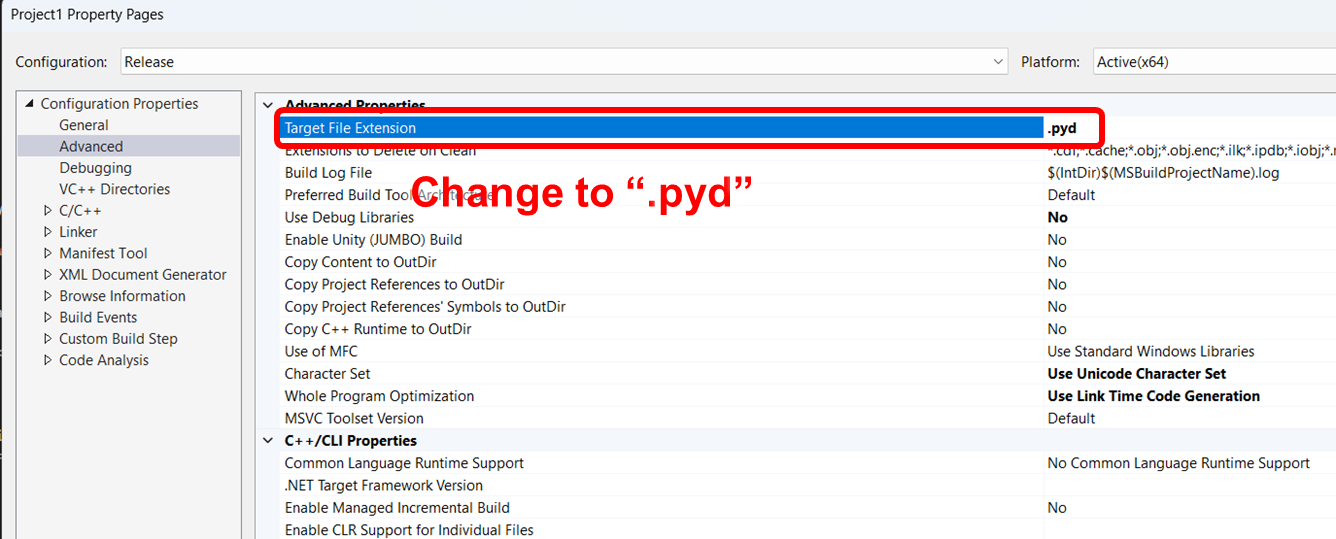 Project1 Property Pages
Configuration: Release Platform: Active(x64)
Configuration Properties
General
Advanced
Debugging
VC++ Directories
C/C++
Linker
Manifest Tool
XML Document Generator
Browse Information
Build Events
Custom Build Step
Code Analysis
Advanced Properties
Target File Extension .pyd
Extensions to Delete on Clean *.cdf;*.cache;*.obj;*.obj.enc;*.ilk;*.ipdb;*.iobj;*.r
Build Log File $(IntDir)$(MSBuildProjectName).log
Change to “.pyd”
Preferred Build Tool Architecture Default
Use Debug Libraries No
Enable Unity (JUMBO) Build No
Copy Content to OutDir No
Copy Project References to OutDir No
Copy Project References' Symbols to OutDir No
Copy C++ Runtime to OutDir No
Use of MFC Use Standard Windows Libraries
Character Set Use Unicode Character Set
Whole Program Optimization Use Link Time Code Generation
MSVC Toolset Version Default
C++/CLI Properties
Common Language Runtime Support No Common Language Runtime Support
.NET Target Framework Version
Enable Managed Incremental Build No
Enable CLR Support for Individual Files